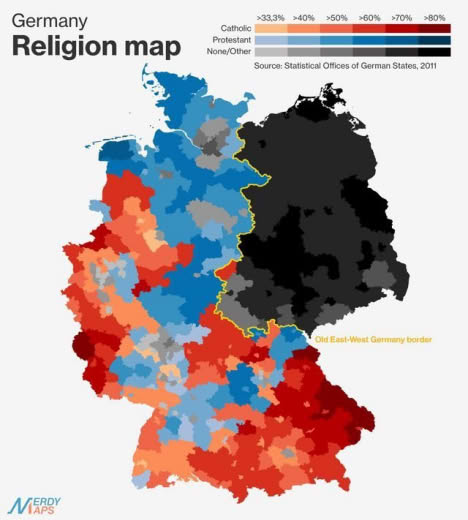 Germany
Religion map
>33,3% >40% >50% >60% >70% >80%
Catholic
Protestant
None/Other
Source: Statistical Offices of German States, 2011
Old East-West Germany border
NERDY
MAPS